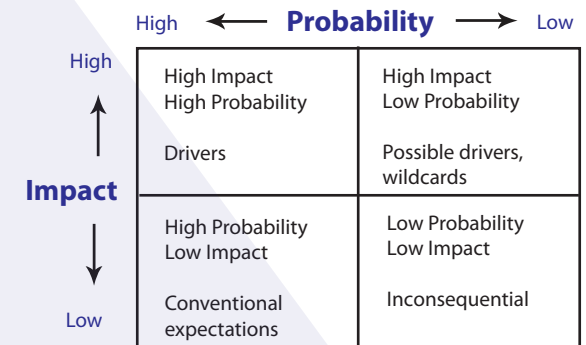 High Probability Low
High
Impact
Low
High Impact
High Probability
Drivers
High Impact
Low Probability
Possible drivers,
wildcards
High Probability
Low Impact
Conventional
expectations
Low Probability
Low Impact
Inconsequential